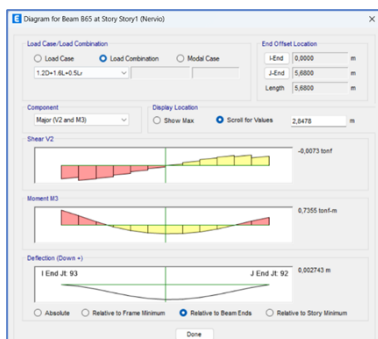 Diagram for Beam B65 at Story Story1 (Nervio)
Load Case/Load Combination
Load Case
Load Combination
Modal Case
1.2D+1.6L+0.5Lr
End Offset Location
I-End 0,0000 m
J-End 5,6800 m
Length 5,6800 m
Component
Major (V2 and M3)
Display Location
Show Max
Scroll for Values
2,8478 m
Shear V2
-0,0073 tonf
Moment M3
0,7355 tonf-m
Deflection (Down +)
I End Jt: 93
J End Jt: 92
0,002743 m
Absolute
Relative to Frame Minimum
Relative to Beam Ends
Relative to Story Minimum
Done